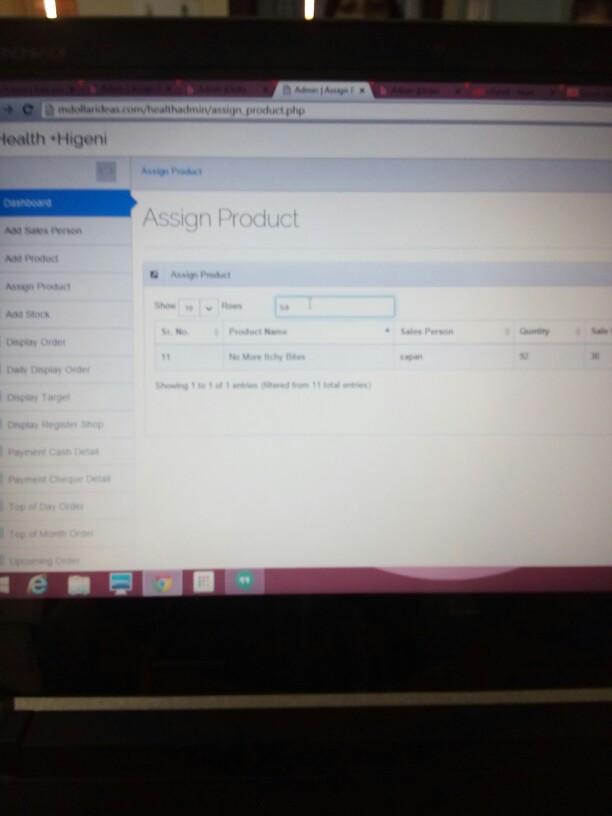 Admin | Assign
mdollarideas.com/healthadmin/assign_product.php
Health +Higeni
Assign Product
Dashboard
Assign Product
Add Sales Person
Add Product
Assign Product
Assign Product
Add Stock
Show 10 Rows sa
Sr. No. Product Name Sales Person Quntity Sale
Display Order
11 No More Itchy Bites sapan 92 30
Daily Display Order
Showing 1 to 1 of 1 entries (filtered from 11 total entries)
Display Target
Display Register Shop
Payment Cash Detail
Payment Cheque Detail
Top of Day Order
Top of Month Order
Upcoming Order